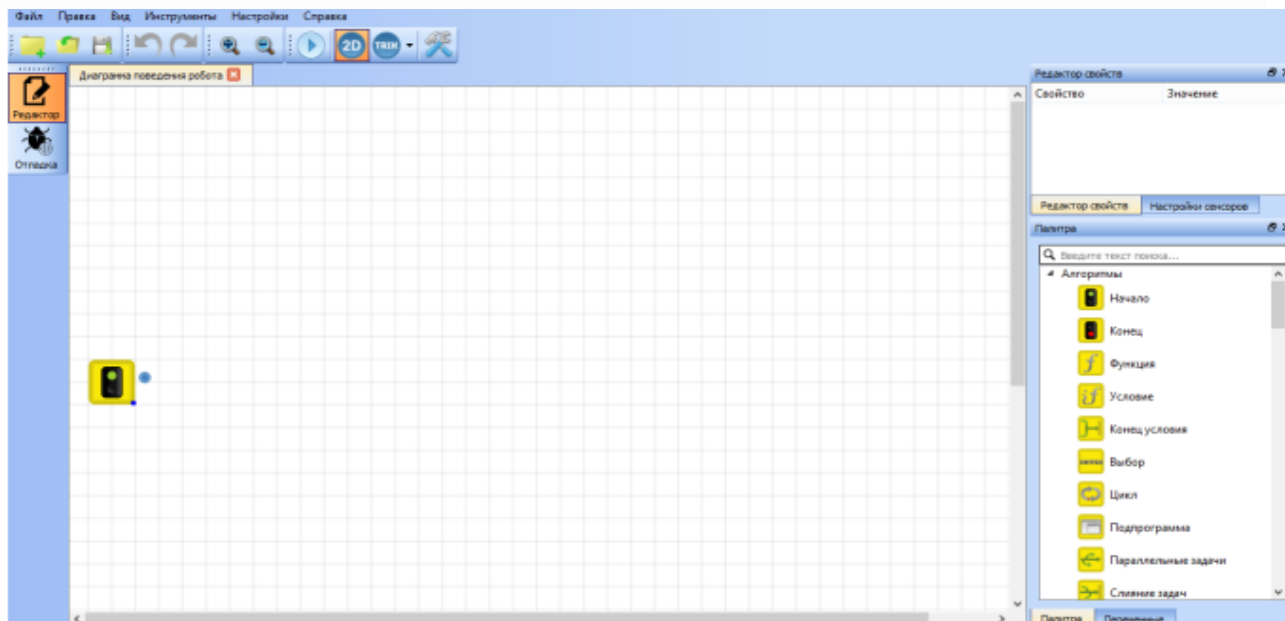 Файл Правка Вид Инструменты Настройки Справка
2D TRIK
Диаграмма поведения робота
Редактор
Отладка
Редактор свойств
Свойство Значение
Редактор свойств Настройки сенсоров
Палитра
Введите текст поиска...
Алгоритмы
Начало
Конец
f Функция
if Условие
Конец условия
Выбор
Цикл
Подпрограмма
Параллельные задачи
Слияние задач
Палитра Переменные